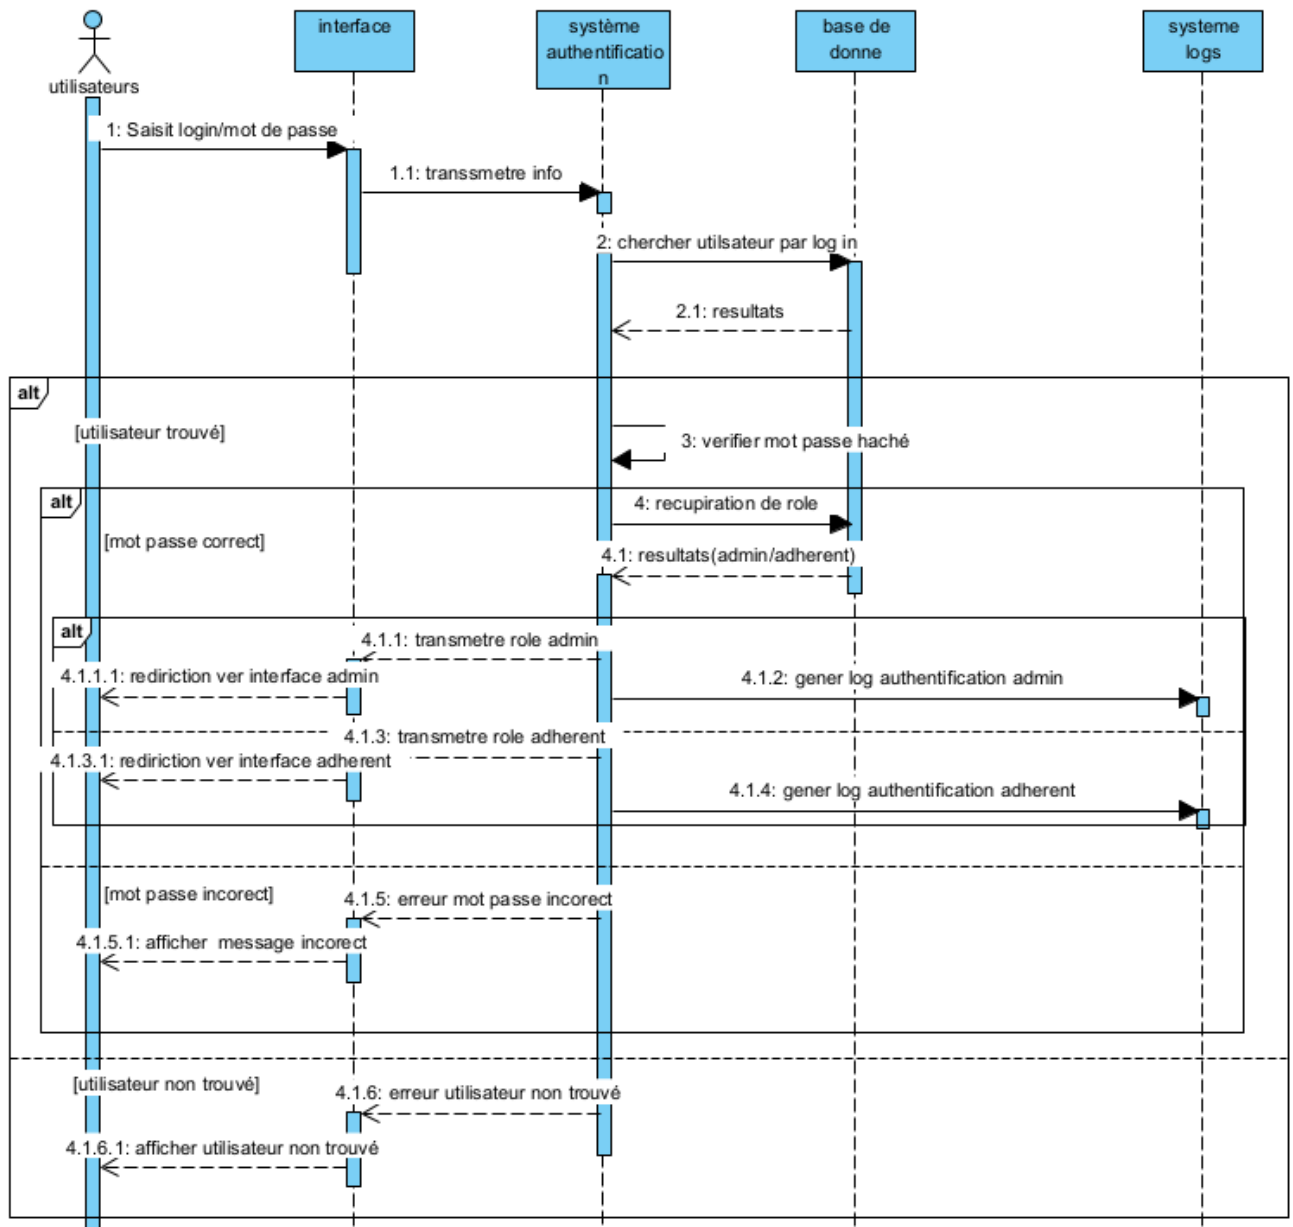 utilisateurs
interface
système
authentificatio
n
base de
donne
systeme
logs
1: Saisit login/mot de passe
1.1: transsmetre info
2: chercher utilsateur par log in
2.1: resultats
alt
[utilisateur trouvé]
3: verifier mot passe haché
alt
4: recupiration de role
[mot passe correct]
4.1: resultats(admin/adherent)
alt
4.1.1: transmetre role admin
4.1.1.1: rediriction ver interface admin
4.1.2: gener log authentification admin
4.1.3: transmetre role adherent
4.1.3.1: rediriction ver interface adherent
4.1.4: gener log authentification adherent
[mot passe incorect]
4.1.5: erreur mot passe incorect
4.1.5.1: afficher  message incorect
[utilisateur non trouvé]
4.1.6: erreur utilisateur non trouvé
4.1.6.1: afficher utilisateur non trouvé